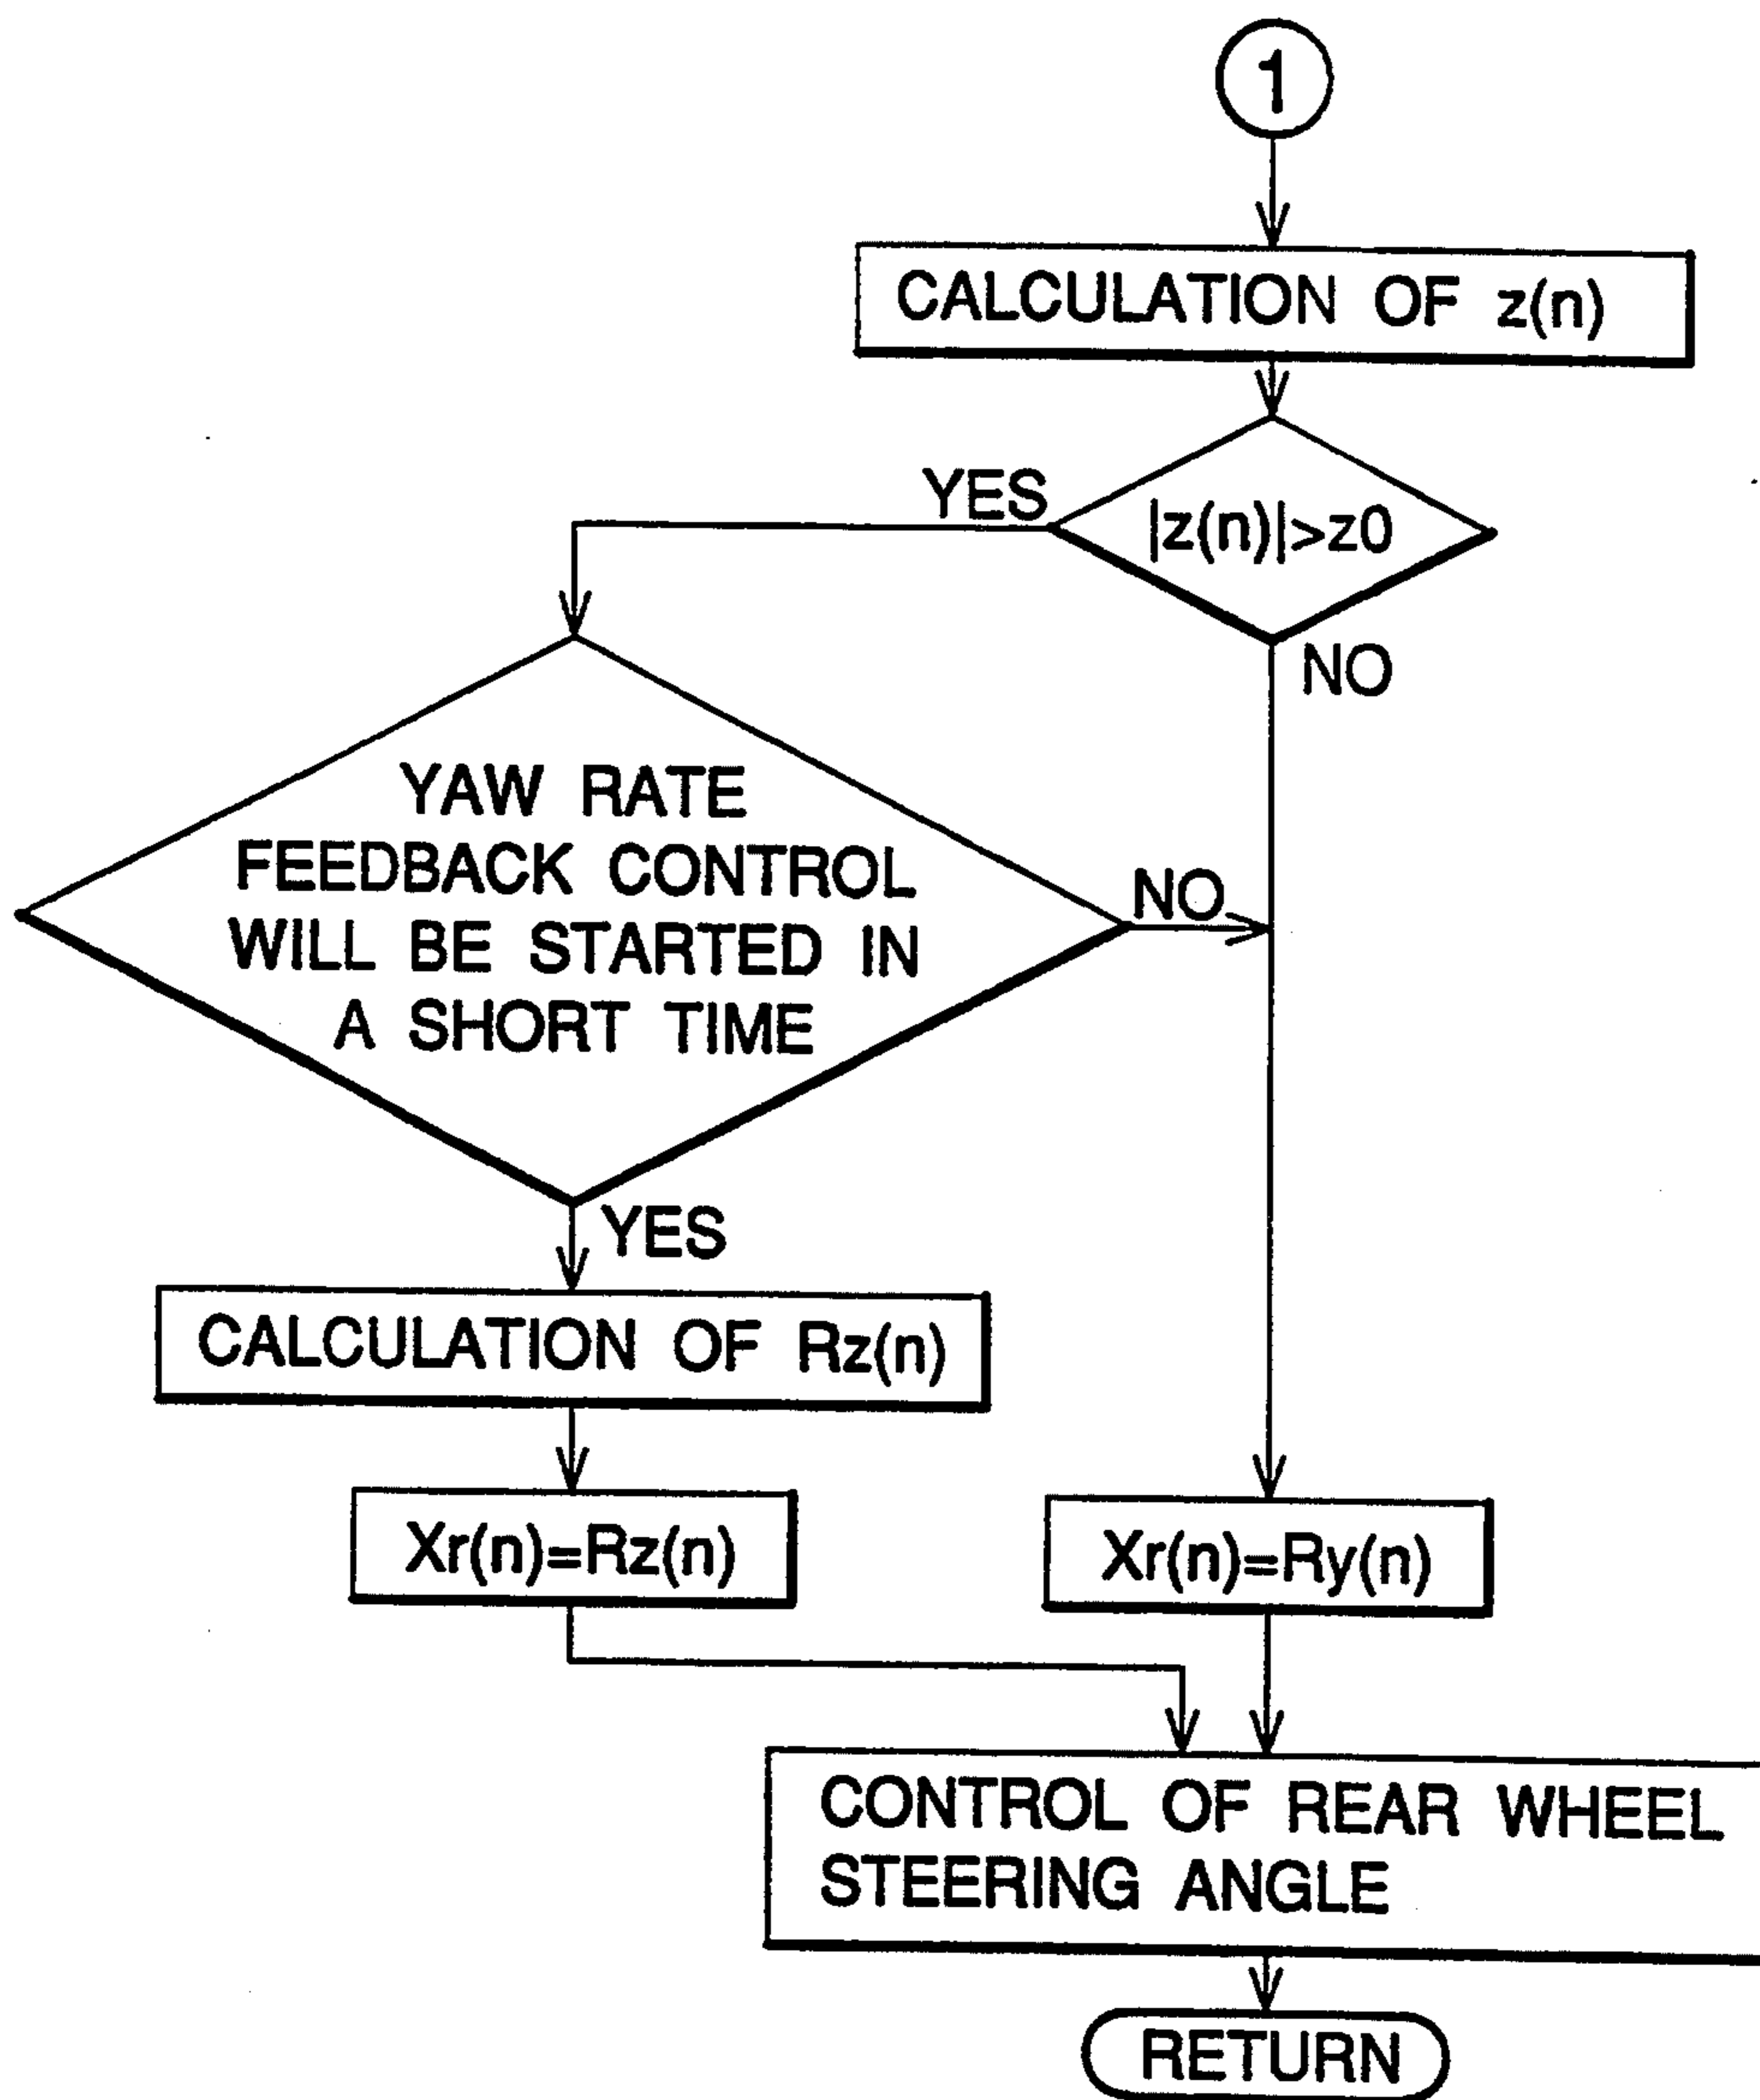 1
CALCULATION OF z(n)
YES
|z(n)|>z0
NO
YAW RATE
FEEDBACK CONTROL
WILL BE STARTED IN
A SHORT TIME
NO
YES
CALCULATION OF Rz(n)
Xr(n)=Rz(n)
Xr(n)=Ry(n)
CONTROL OF REAR WHEEL
STEERING ANGLE
RETURN